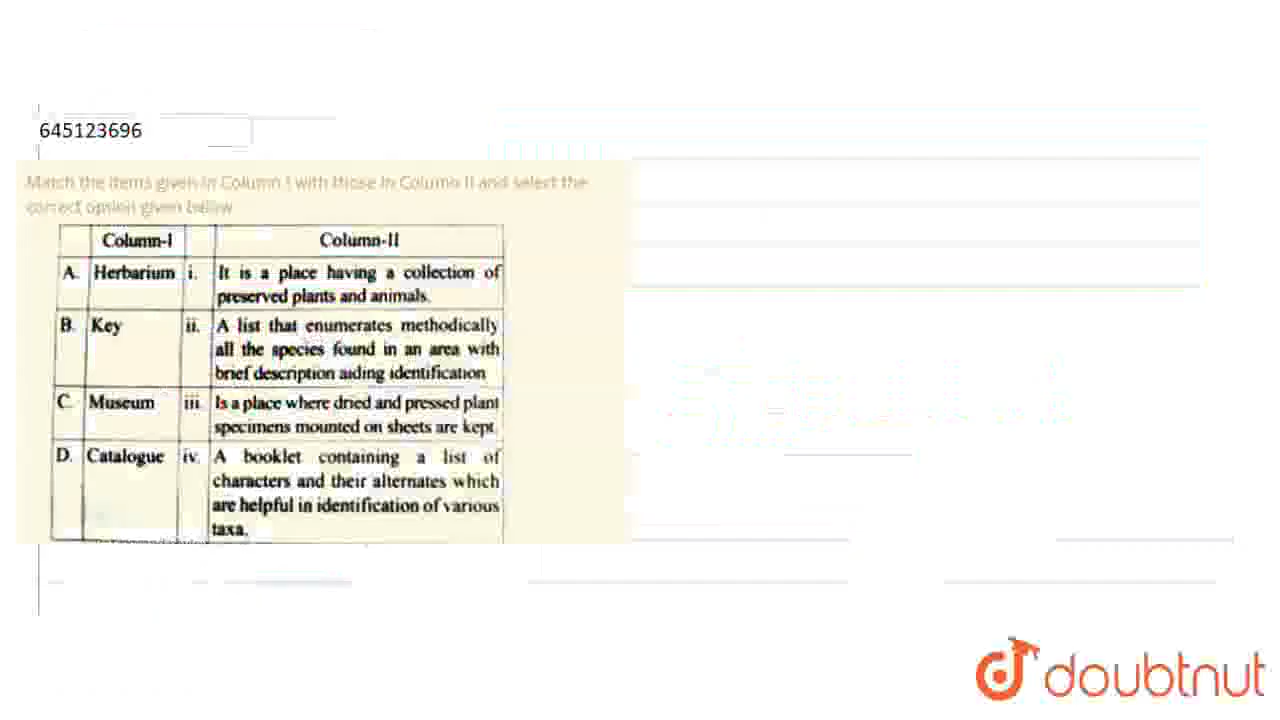 645123696
Match the items given in Column I with those in Column II and select the
correct option given below
Column-I Column-II
A. Herbarium i. It is a place having a collection of
preserved plants and animals.
B. Key ii. A list that enumerates methodically
all the species found in an area with
brief description aiding identification
C. Museum iii. Is a place where dried and pressed plant
specimens mounted on sheets are kept.
D. Catalogue iv. A booklet containing a list of
characters and their alternates which
are helpful in identification of various
taxa.
doubtnut